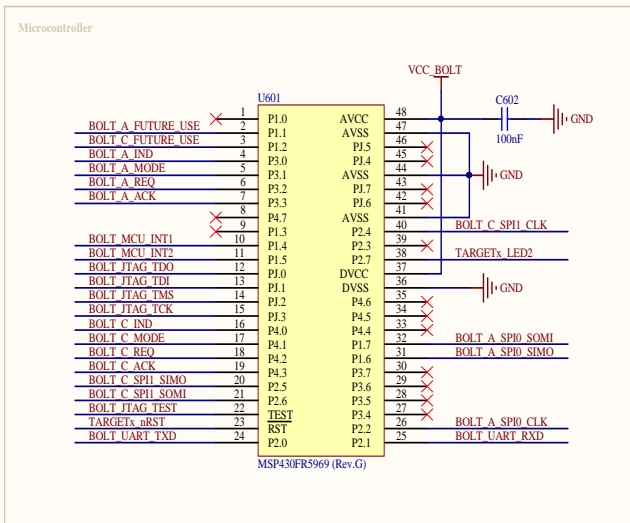 Microcontroller
VCC_BOLT
U601
C602
100nF
GND
1 P1.0 AVCC 48
BOLT_A_FUTURE_USE 2 P1.1 AVSS 47
BOLT_C_FUTURE_USE 3 P1.2 PJ.5 46
BOLT_A_IND 4 P3.0 PJ.4 45
BOLT_A_MODE 5 P3.1 AVSS 44 GND
BOLT_A_REQ 6 P3.2 PJ.7 43
BOLT_A_ACK 7 P3.3 PJ.6 42
8 P4.7 AVSS 41
9 P1.3 P2.4 40 BOLT_C_SPI1_CLK
BOLT_MCU_INT1 10 P1.4 P2.3 39
BOLT_MCU_INT2 11 P1.5 P2.7 38 TARGETx_LED2
BOLT_JTAG_TDO 12 PJ.0 DVCC 37
BOLT_JTAG_TDI 13 PJ.1 DVSS 36 GND
BOLT_JTAG_TMS 14 PJ.2 P4.6 35
BOLT_JTAG_TCK 15 PJ.3 P4.5 34
BOLT_C_IND 16 P4.0 P4.4 33
BOLT_C_MODE 17 P4.1 P1.7 32 BOLT_A_SPI0_SOMI
BOLT_C_REQ 18 P4.2 P1.6 31 BOLT_A_SPI0_SIMO
BOLT_C_ACK 19 P4.3 P3.7 30
BOLT_C_SPI1_SIMO 20 P2.5 P3.6 29
BOLT_C_SPI1_SOMI 21 P2.6 P3.5 28
BOLT_JTAG_TEST 22 TEST P3.4 27
TARGETx_nRST 23 RST P2.2 26 BOLT_A_SPI0_CLK
BOLT_UART_TXD 24 P2.0 P2.1 25 BOLT_UART_RXD
MSP430FR5969 (Rev.G)